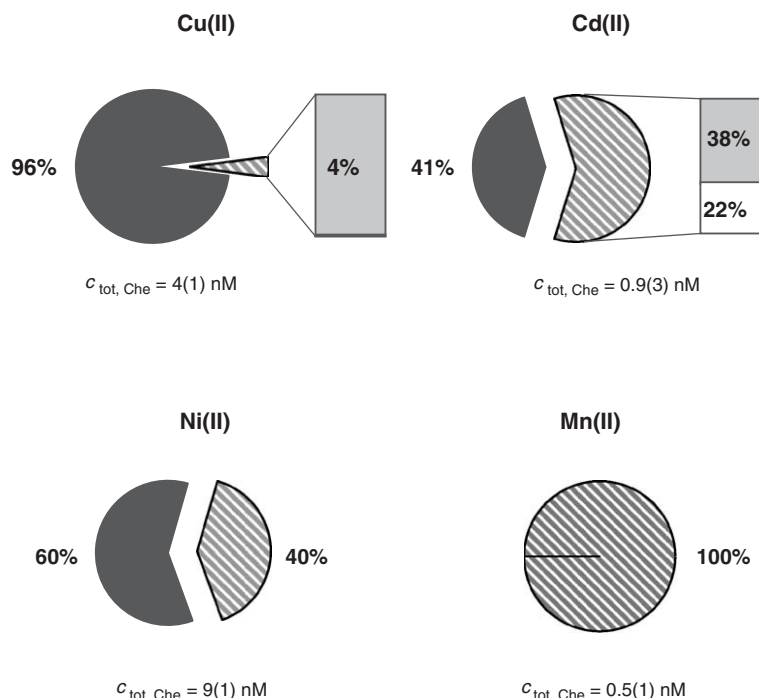 Cu(II)
Cd(II)
96%
4%
41%
38%
22%
c tot, Che = 4(1) nM
c tot, Che = 0.9(3) nM
Ni(II)
Mn(II)
60%
40%
100%
c tot, Che = 9(1) nM
c tot, Che = 0.5(1) nM